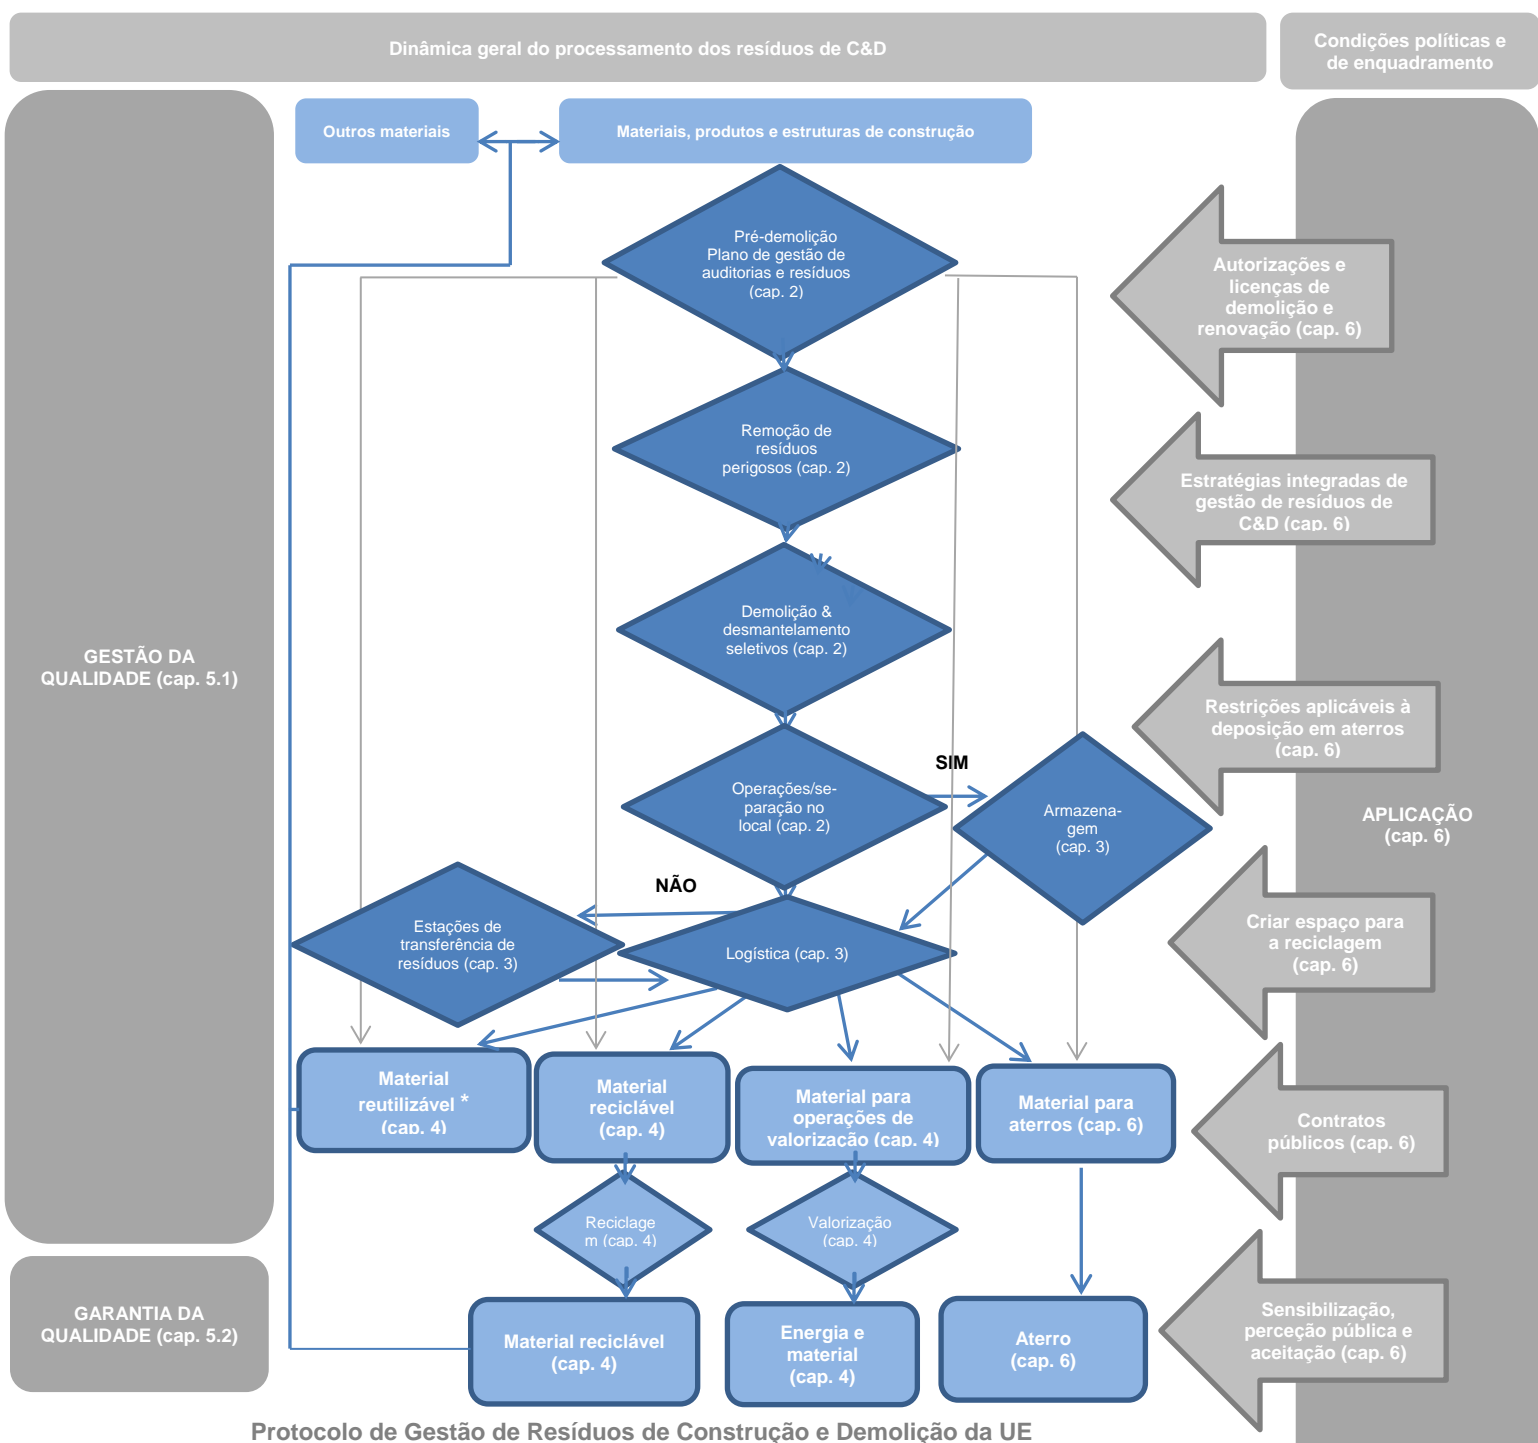 Dinâmica geral do processamento dos resíduos de C&D
Condições políticas e
de enquadramento
Outros materiais
Materiais, produtos e estruturas de construção
Pré-demolição
Plano de gestão de
auditorias e resíduos
(cap. 2)
Autorizações e
licenças de
demolição e
renovação (cap. 6)
Remoção de
resíduos
perigosos (cap. 2)
Estratégias integradas de
gestão de resíduos de
C&D (cap. 6)
Demolição &
desmantelamento
seletivos (cap. 2)
GESTÃO DA
QUALIDADE (cap. 5.1)
Restrições aplicáveis à
deposição em aterros
(cap. 6)
SIM
Operações/se-
paração no
local (cap. 2)
Armazena-
gem
(cap. 3)
APLICAÇÃO
(cap. 6)
NÃO
Estações de
transferência de
resíduos (cap. 3)
Logística (cap. 3)
Criar espaço para
a reciclagem
(cap. 6)
Material
reutilizável *
(cap. 4)
Material
reciclável
(cap. 4)
Material para
operações de
valorização (cap. 4)
Material para
aterros (cap. 6)
Contratos
públicos (cap. 6)
Reciclage
m (cap. 4)
Valorização
(cap. 4)
GARANTIA DA
QUALIDADE (cap. 5.2)
Material reciclável
(cap. 4)
Energia e
material
(cap. 4)
Aterro
(cap. 6)
Sensibilização,
perceção pública e
aceitação (cap. 6)
Protocolo de Gestão de Resíduos de Construção e Demolição da UE